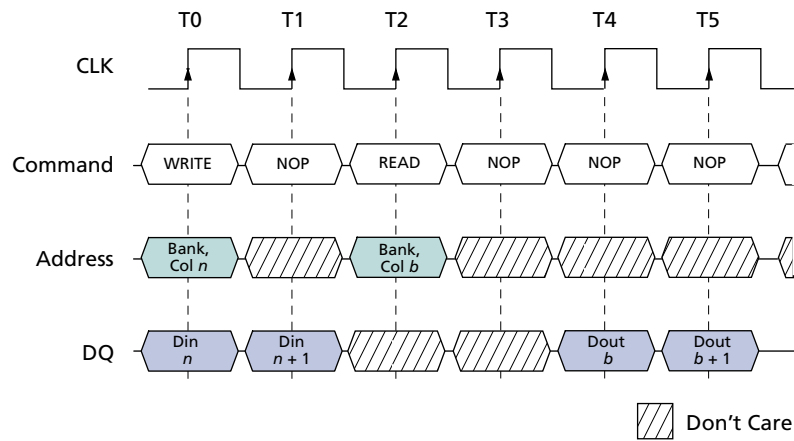 T0 T1 T2 T3 T4 T5
CLK
Command WRITE NOP READ NOP NOP NOP
Address Bank, Col n Bank, Col b
DQ Din n Din n + 1 Dout b Dout b + 1
Don't Care